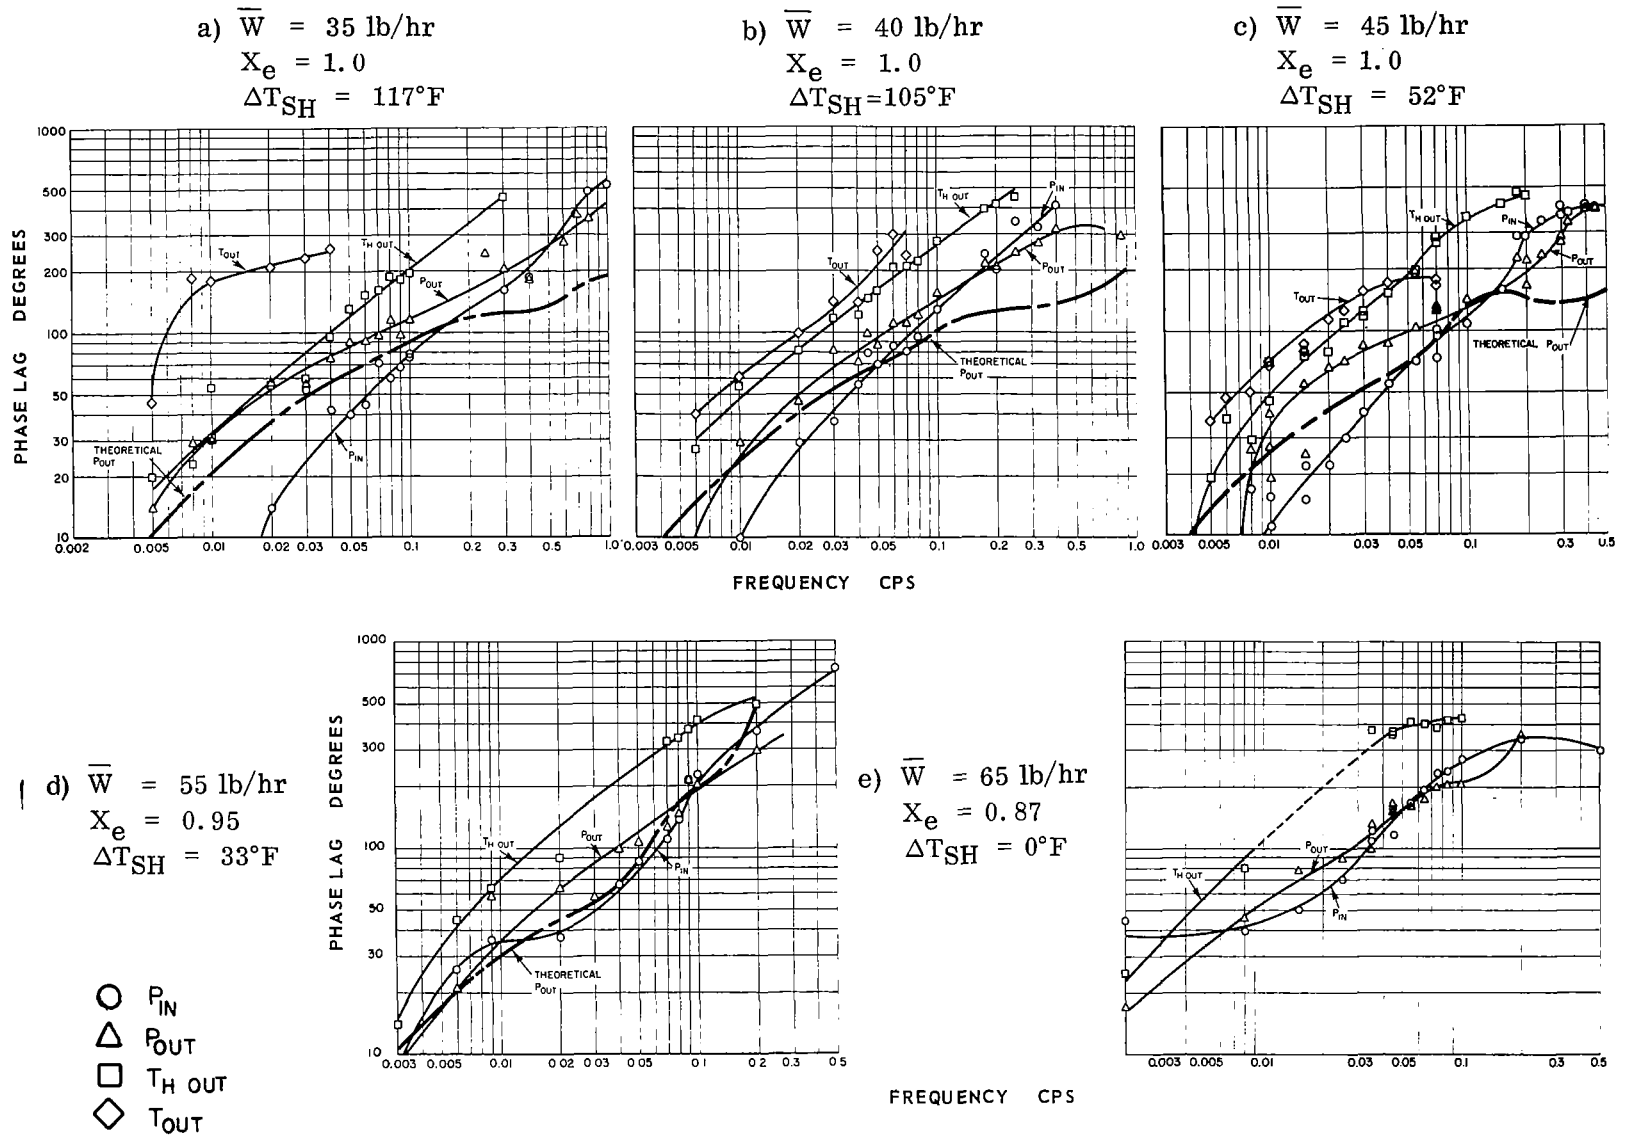 a) W̅ = 35 lb/hr
Xe = 1.0
ΔTSH = 117°F
b) W̅ = 40 lb/hr
Xe = 1.0
ΔTSH=105°F
c) W̅ = 45 lb/hr
Xe = 1.0
ΔTSH = 52°F
PHASE LAG DEGREES
1000
500
300
200
100
50
30
20
10
TOUT
TH OUT
POUT
THEORETICAL
POUT
PIN
0.002 0.005 0.01 0.02 0.03 0.05 0.1 0.2 0.3 0.5 1.0
TH OUT
PIN
TOUT
POUT
THEORETICAL
POUT
0.003 0.005 0.01 0.02 0.03 0.05 0.1 0.2 0.3 0.5 1.0
TH OUT
PIN
POUT
TOUT
THEORETICAL POUT
0.003 0.005 0.01 0.03 0.05 0.1 0.3 0.5
FREQUENCY CPS
d) W̅ = 55 lb/hr
Xe = 0.95
ΔTSH = 33°F
PHASE LAG DEGREES
1000
500
300
100
50
30
10
TH OUT
POUT
PIN
THEORETICAL
POUT
0.003 0.005 0.01 0.02 0.03 0.05 0.1 0.2 0.3 0.5
e) W̅ = 65 lb/hr
Xe = 0.87
ΔTSH = 0°F
POUT
TH OUT
PIN
0.003 0.005 0.01 0.03 0.05 0.1 0.3 0.5
FREQUENCY CPS
PIN
POUT
TH OUT
TOUT